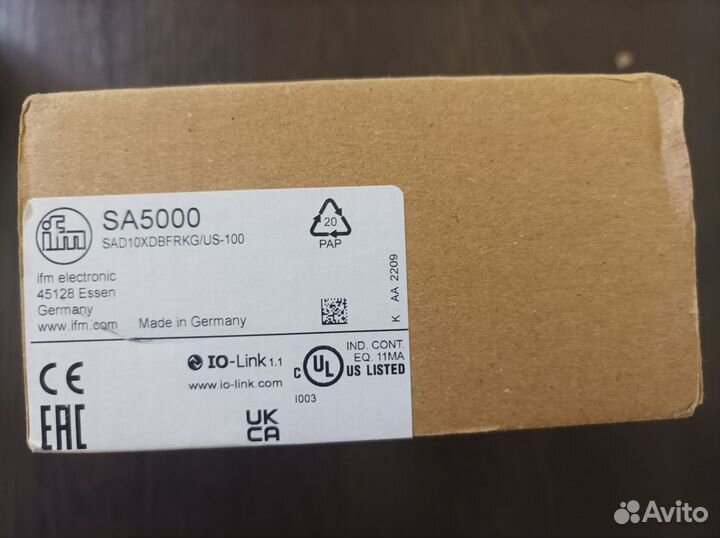 ifm
SA5000
SAD10XDBFRKG/US-100
20
PAP
ifm electronic
45128 Essen
Germany
www.ifm.com
Made in Germany
K AA 2209
IO-Link 1.1
www.io-link.com
C UL US LISTED
IND. CONT.
EQ. 11MA
I003
CE
EAC
UK
CA
Avito